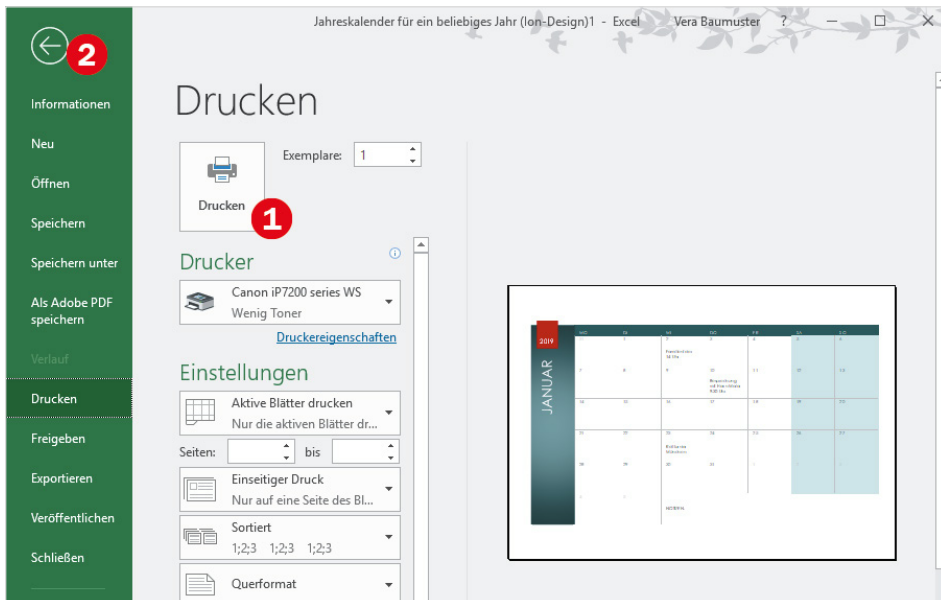 Jahreskalender für ein beliebiges Jahr (Ion-Design)1 - Excel
Vera Baumuster
?
2
Informationen
Neu
Öffnen
Speichern
Speichern unter
Als Adobe PDF
speichern
Verlauf
Drucken
Freigeben
Exportieren
Veröffentlichen
Schließen
Drucken
Exemplare: 1
Drucken
1
Drucker
Canon iP7200 series WS
Wenig Toner
Druckereigenschaften
Einstellungen
Aktive Blätter drucken
Nur die aktiven Blätter dr...
Seiten: bis
Einseitiger Druck
Nur auf eine Seite des Bl...
Sortiert
1;2;3 1;2;3 1;2;3
Querformat
2019
JANUAR